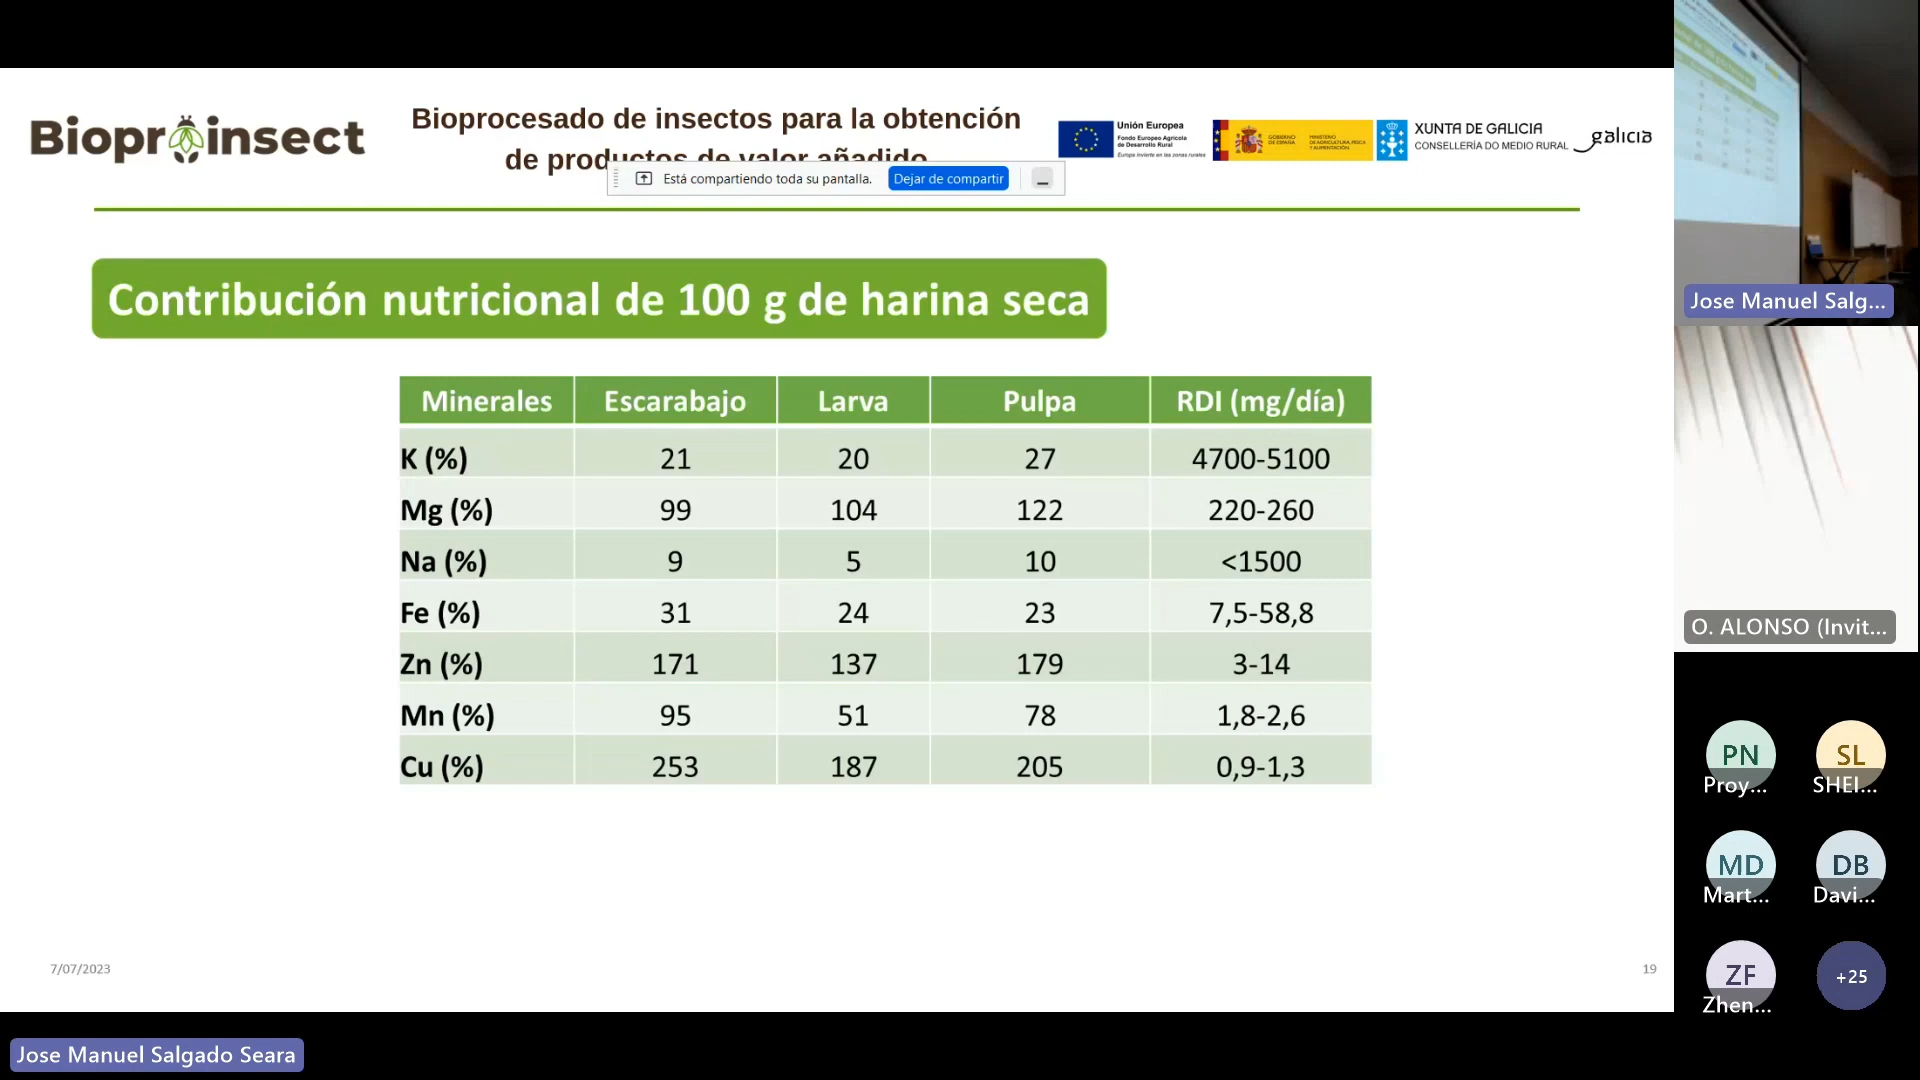 Bioproinsect
Bioprocesado de insectos para la obtención
de productos de valor añadido
Unión Europea
Fondo Europeo Agrícola
de Desarrollo Rural
Europa invierte en las zonas rurales
GOBIERNO
DE ESPAÑA
MINISTERIO
DE AGRICULTURA, PESCA
Y ALIMENTACIÓN
XUNTA DE GALICIA
CONSELLERÍA DO MEDIO RURAL
galicia
Está compartiendo toda su pantalla.
Dejar de compartir
Contribución nutricional de 100 g de harina seca
Minerales Escarabajo Larva Pulpa RDI (mg/día)
K (%) 21 20 27 4700-5100
Mg (%) 99 104 122 220-260
Na (%) 9 5 10 <1500
Fe (%) 31 24 23 7,5-58,8
Zn (%) 171 137 179 3-14
Mn (%) 95 51 78 1,8-2,6
Cu (%) 253 187 205 0,9-1,3
7/07/2023
19
Jose Manuel Salg...
O. ALONSO (Invit...
PN
Proy...
SL
SHEI...
MD
Mart...
DB
Davi...
ZF
Zhen...
+25
Jose Manuel Salgado Seara